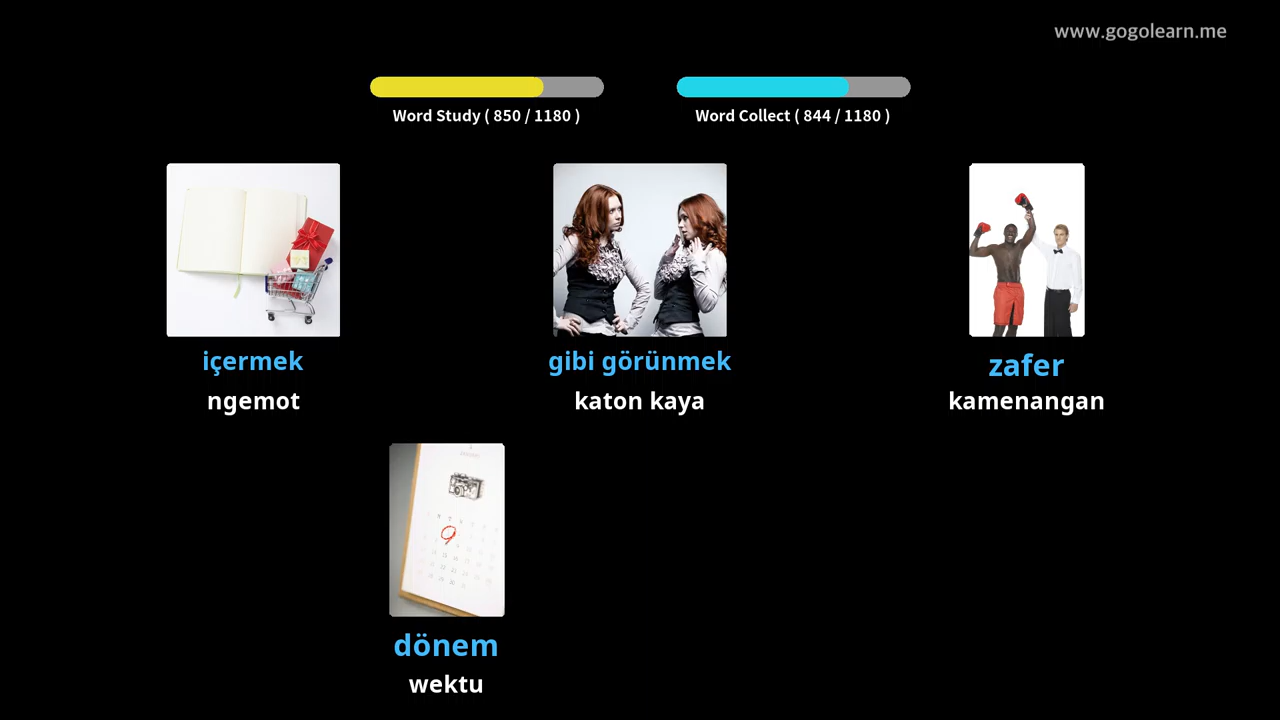 www.gogolearn.me
Word Study ( 850 / 1180 )
Word Collect ( 844 / 1180 )
içermek
ngemot
gibi görünmek
katon kaya
zafer
kamenangan
dönem
wektu